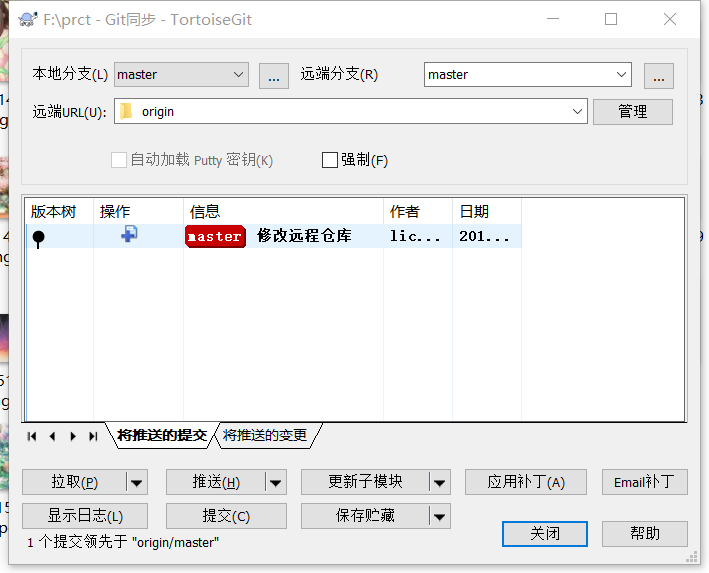 F:\prct - Git同步 - TortoiseGit
本地分支(L) master ... 远端分支(R) master ...
远端URL(U): origin 管理
自动加载 Putty 密钥(K) 强制(F)
版本树 操作 信息 作者 日期
master 修改远程仓库 lic... 201...
将推送的提交 将推送的变更
拉取(P) 推送(H) 更新子模块 应用补丁(A) Email补丁
显示日志(L) 提交(C) 保存贮藏
关闭 帮助
1 个提交领先于 "origin/master"